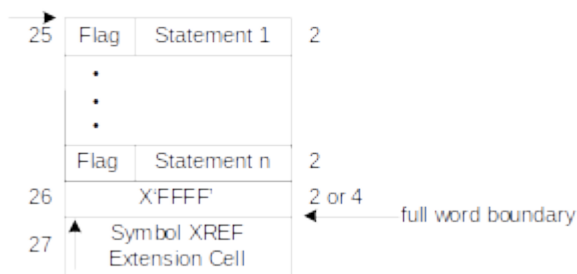 25 Flag Statement 1 2
Flag Statement n 2
26 X'FFFF' 2 or 4
full word boundary
27 Symbol XREF
Extension Cell